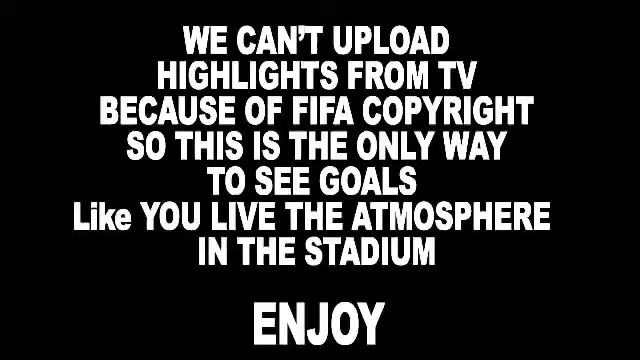 WE CAN'T UPLOAD
HIGHLIGHTS FROM TV
BECAUSE OF FIFA COPYRIGHT
SO THIS IS THE ONLY WAY
TO SEE GOALS
Like YOU LIVE THE ATMOSPHERE
IN THE STADIUM
ENJOY